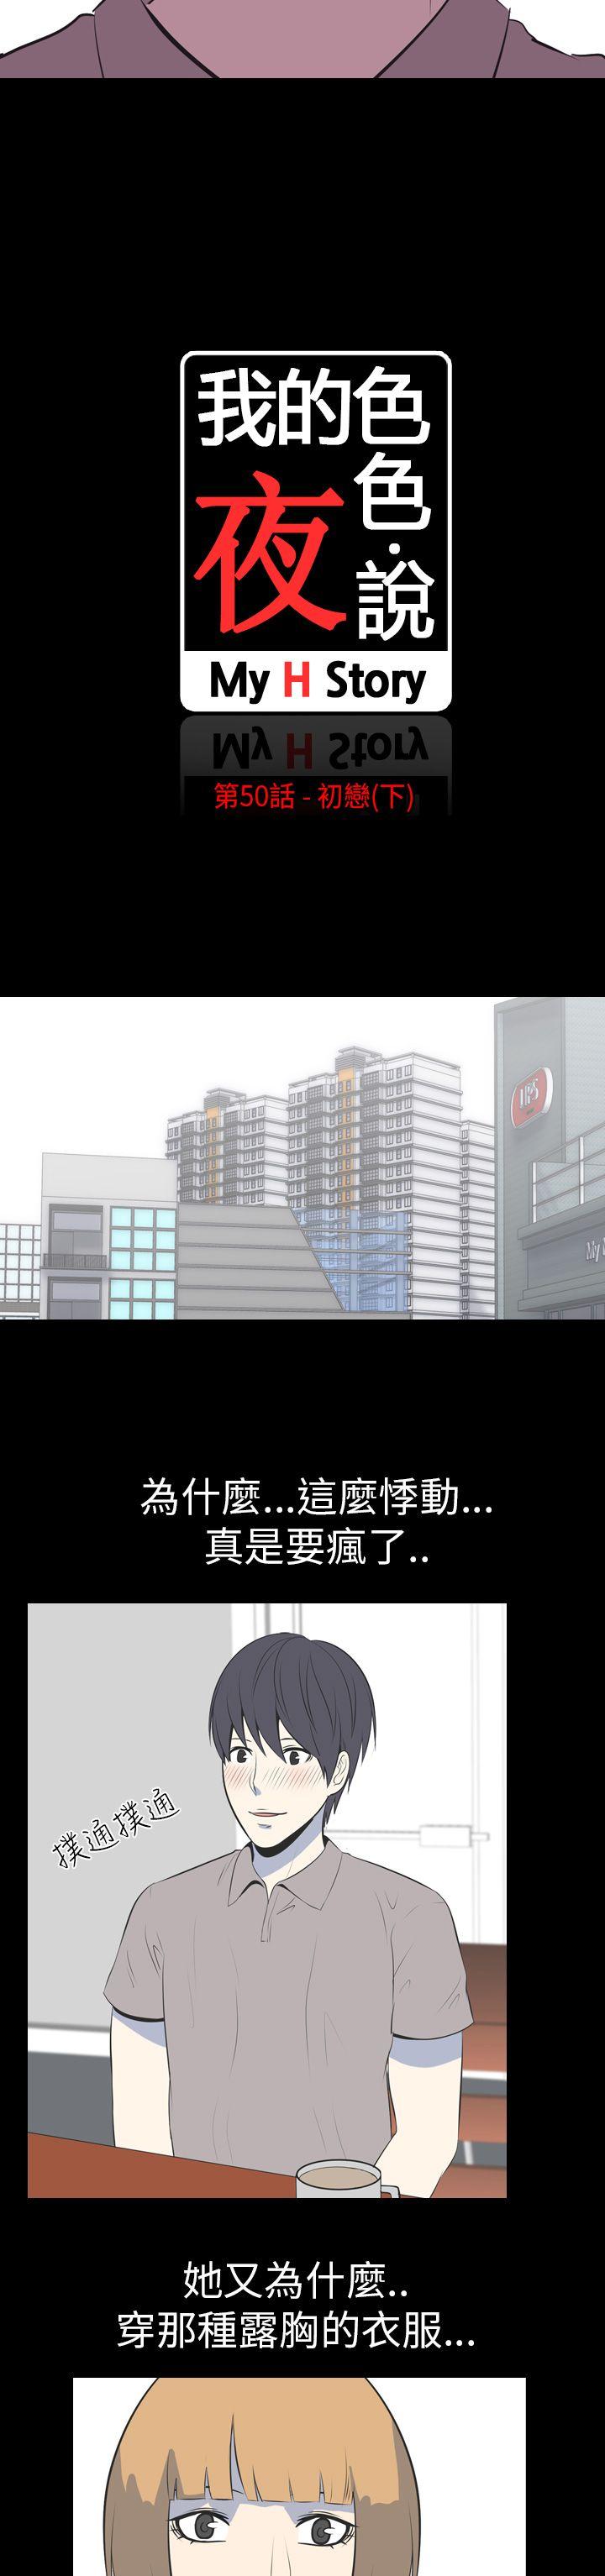 我的色
色·說
夜
My H Story
My H Story
第50話 - 初戀(下)
UPS
My
為什麼...這麼悸動...
真是要瘋了..
撲通撲通
她又為什麼..
穿那種露胸的衣服...